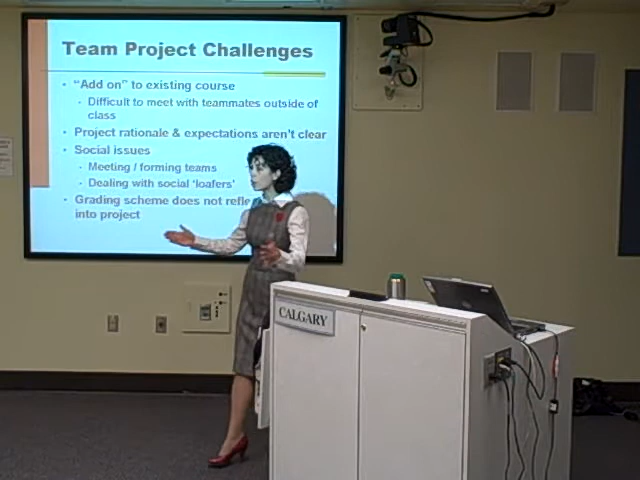 Team Project Challenges
"Add on" to existing course
Difficult to meet with teammates outside of
class
Project rationale & expectations aren't clear
Social issues
Meeting / forming teams
Dealing with social 'loafers'
Grading scheme does not refle
into project
CALGARY